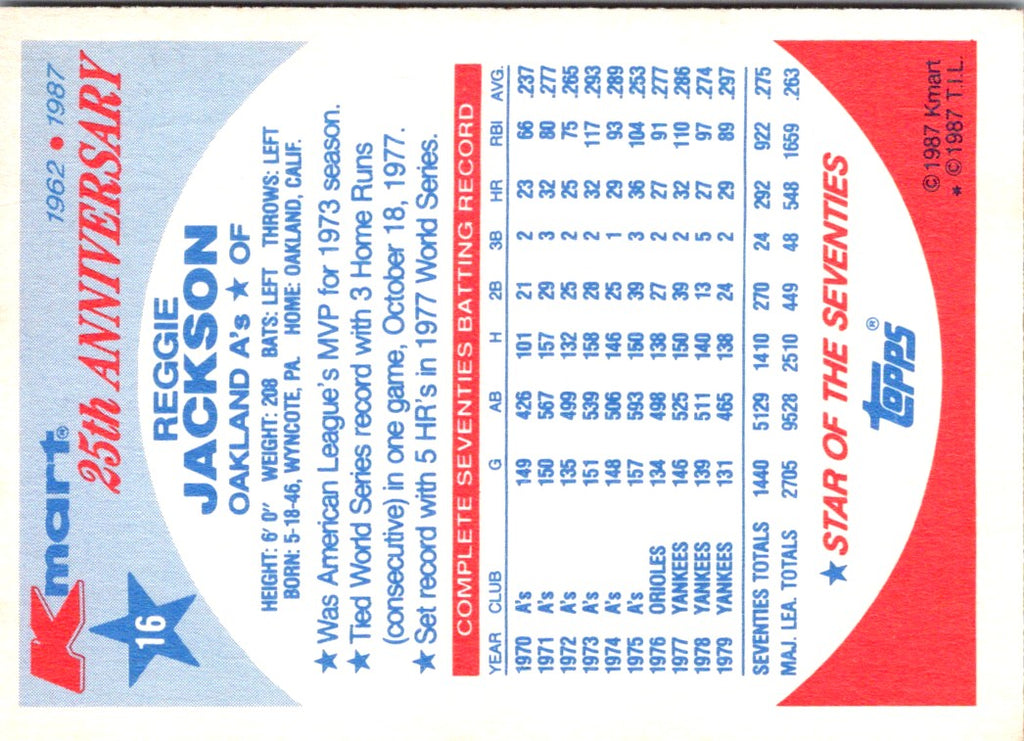 Kmart®
25th ANNIVERSARY
1962 • 1987
16
REGGIE
JACKSON
OAKLAND A's ★ OF
HEIGHT: 6' 0" WEIGHT: 208 BATS: LEFT THROWS: LEFT
BORN: 5-18-46, WYNCOTE, PA. HOME: OAKLAND, CALIF.
★ Was American League's MVP for 1973 season.
★ Tied World Series record with 3 Home Runs
(consecutive) in one game, October 18, 1977.
★ Set record with 5 HR's in 1977 World Series.
COMPLETE SEVENTIES BATTING RECORD
YEAR CLUB G AB H 2B 3B HR RBI AVG.
1970 A's 149 426 101 21 2 23 66 .237
1971 A's 150 567 157 29 3 32 80 .277
1972 A's 135 499 132 25 2 25 75 .265
1973 A's 151 539 158 28 2 32 117 .293
1974 A's 148 506 146 25 1 29 93 .289
1975 A's 157 593 150 39 3 36 104 .253
1976 ORIOLES 134 498 138 27 2 27 91 .277
1977 YANKEES 146 525 150 39 2 32 110 .286
1978 YANKEES 139 511 140 13 5 27 97 .274
1979 YANKEES 131 465 138 24 2 29 89 .297
SEVENTIES TOTALS 1440 5129 1410 270 24 292 922 .275
MAJ. LEA. TOTALS 2705 9528 2510 449 48 548 1659 .263
★ STAR OF THE SEVENTIES
topps®
© 1987 Kmart
* © 1987 T.I.L.